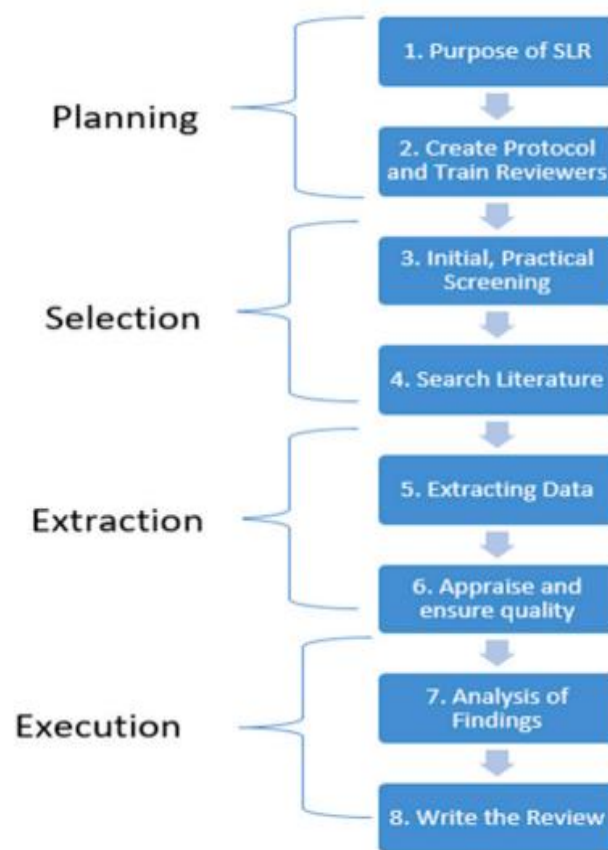 Planning
1. Purpose of SLR
2. Create Protocol
and Train Reviewers
Selection
3. Initial, Practical
Screening
4. Search Literature
Extraction
5. Extracting Data
6. Appraise and
ensure quality
Execution
7. Analysis of
Findings
8. Write the Review